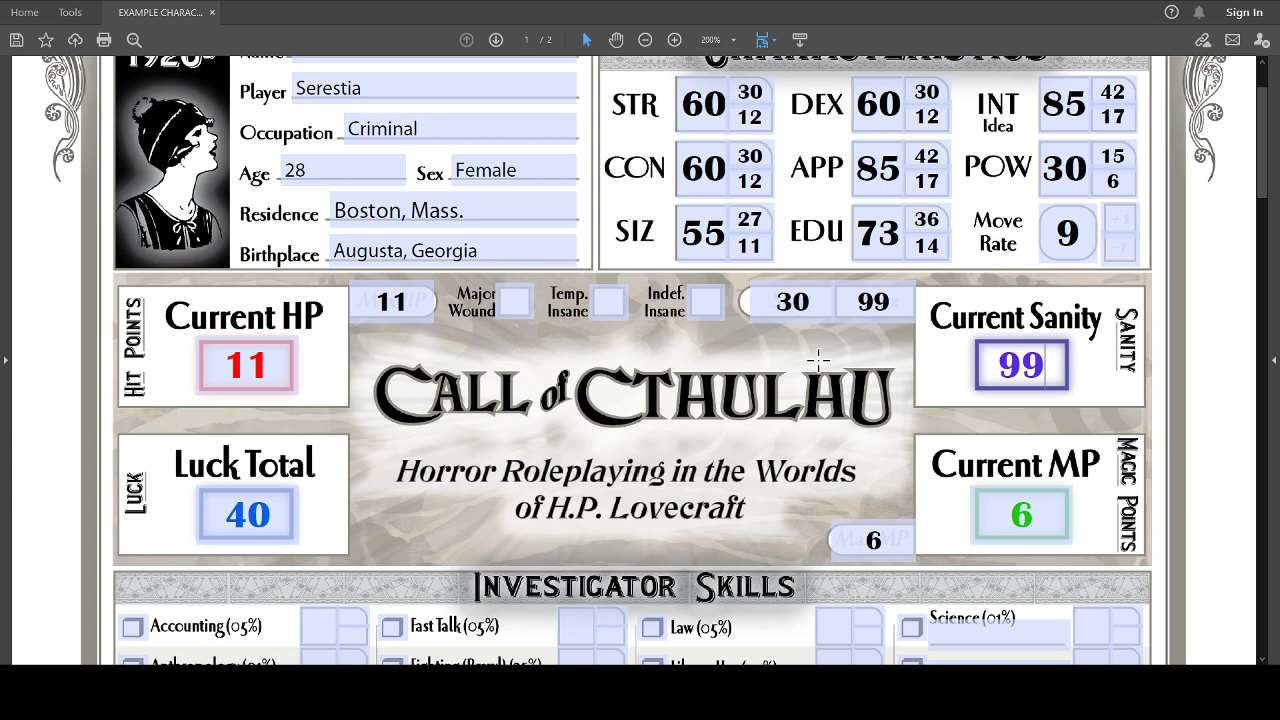 Home Tools EXAMPLE CHARAC... × Sign In
1 / 2 200%
Player Serestia
Occupation Criminal
Age 28 Sex Female
Residence Boston, Mass.
Birthplace Augusta, Georgia
STR 60 30 12 DEX 60 30 12 INT Idea 85 42 17
CON 60 30 12 APP 85 42 17 POW 30 15 6
SIZ 55 27 11 EDU 73 36 14 Move Rate 9 +1 -1
Hit Points
Current HP
11
11
Major Wound
Temp. Insane
Indef. Insane
30 99
Current Sanity
99
Sanity
Call of Cthulhu
Horror Roleplaying in the Worlds
of H.P. Lovecraft
Luck
Luck Total
40
Current MP
6
Magic Points
6
Investigator Skills
Accounting (05%) Fast Talk (05%) Law (05%) Science (01%)